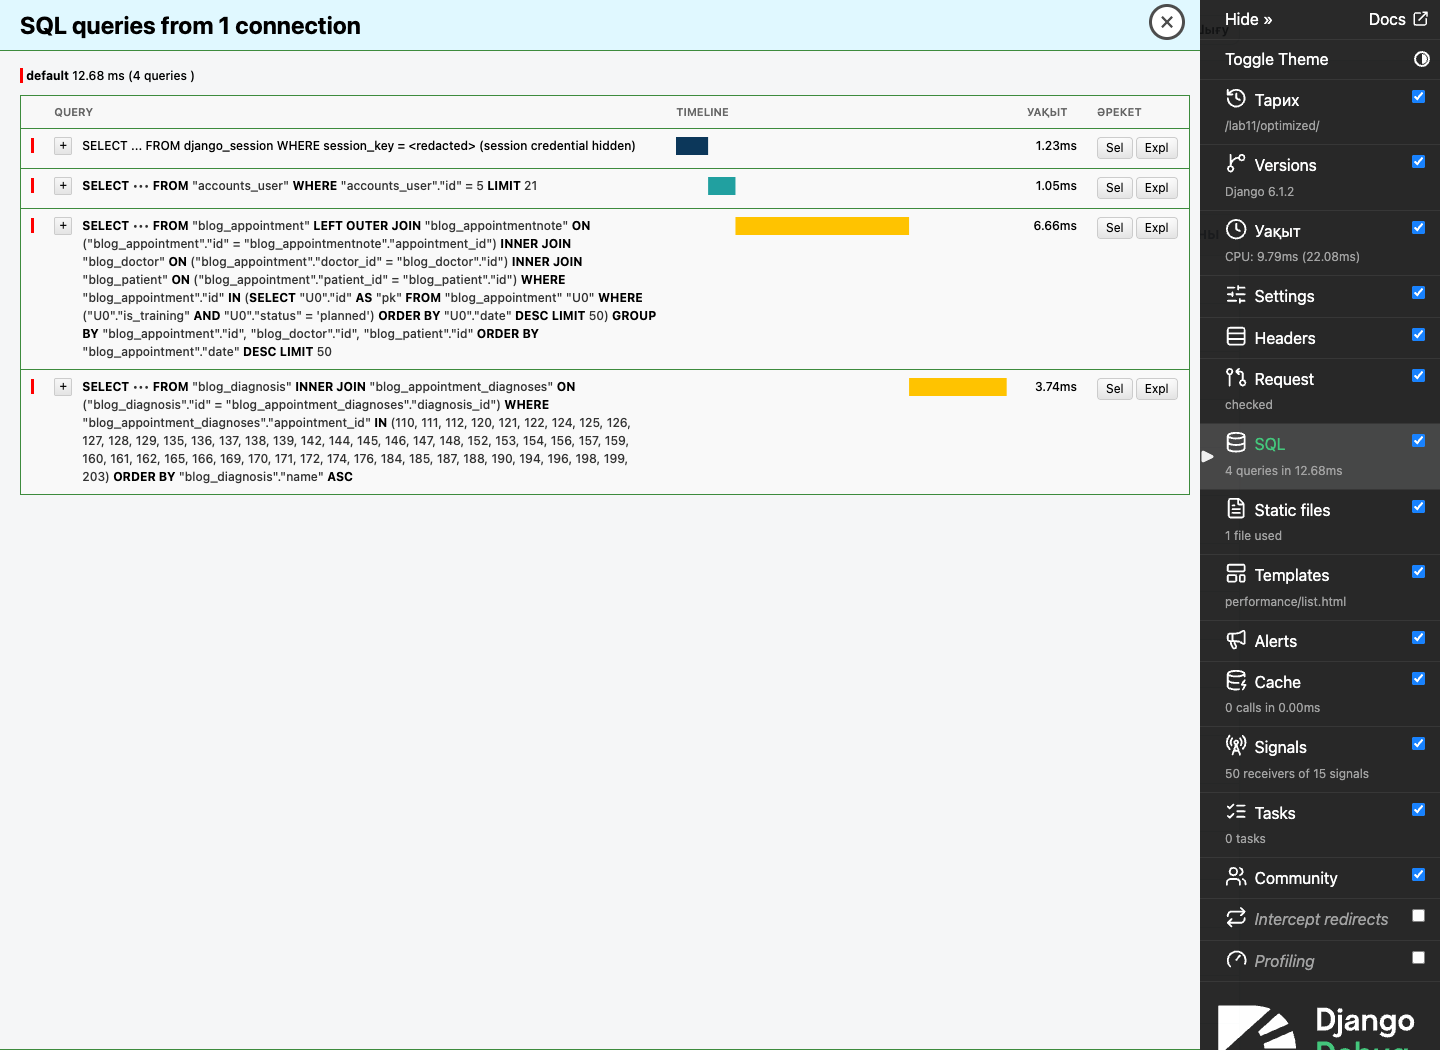 SQL queries from 1 connection
default 12.68 ms (4 queries )
QUERY TIMELINE УАҚЫТ ӘРЕКЕТ
+ SELECT ... FROM django_session WHERE session_key = <redacted> (session credential hidden) 1.23ms Sel Expl
+ SELECT ••• FROM "accounts_user" WHERE "accounts_user"."id" = 5 LIMIT 21 1.05ms Sel Expl
+ SELECT ••• FROM "blog_appointment" LEFT OUTER JOIN "blog_appointmentnote" ON 6.66ms Sel Expl
("blog_appointment"."id" = "blog_appointmentnote"."appointment_id") INNER JOIN
"blog_doctor" ON ("blog_appointment"."doctor_id" = "blog_doctor"."id") INNER JOIN
"blog_patient" ON ("blog_appointment"."patient_id" = "blog_patient"."id") WHERE
"blog_appointment"."id" IN (SELECT "U0"."id" AS "pk" FROM "blog_appointment" "U0" WHERE
("U0"."is_training" AND "U0"."status" = 'planned') ORDER BY "U0"."date" DESC LIMIT 50) GROUP
BY "blog_appointment"."id", "blog_doctor"."id", "blog_patient"."id" ORDER BY
"blog_appointment"."date" DESC LIMIT 50
+ SELECT ••• FROM "blog_diagnosis" INNER JOIN "blog_appointment_diagnoses" ON 3.74ms Sel Expl
("blog_diagnosis"."id" = "blog_appointment_diagnoses"."diagnosis_id") WHERE
"blog_appointment_diagnoses"."appointment_id" IN (110, 111, 112, 120, 121, 122, 124, 125, 126,
127, 128, 129, 135, 136, 137, 138, 139, 142, 144, 145, 146, 147, 148, 152, 153, 154, 156, 157, 159,
160, 161, 162, 165, 166, 169, 170, 171, 172, 174, 176, 184, 185, 187, 188, 190, 194, 196, 198, 199,
203) ORDER BY "blog_diagnosis"."name" ASC
Hide » Docs
Toggle Theme
Тарих
/lab11/optimized/
Versions
Django 6.1.2
Уақыт
CPU: 9.79ms (22.08ms)
Settings
Headers
Request
checked
SQL
4 queries in 12.68ms
Static files
1 file used
Templates
performance/list.html
Alerts
Cache
0 calls in 0.00ms
Signals
50 receivers of 15 signals
Tasks
0 tasks
Community
Intercept redirects
Profiling
Django
Debug